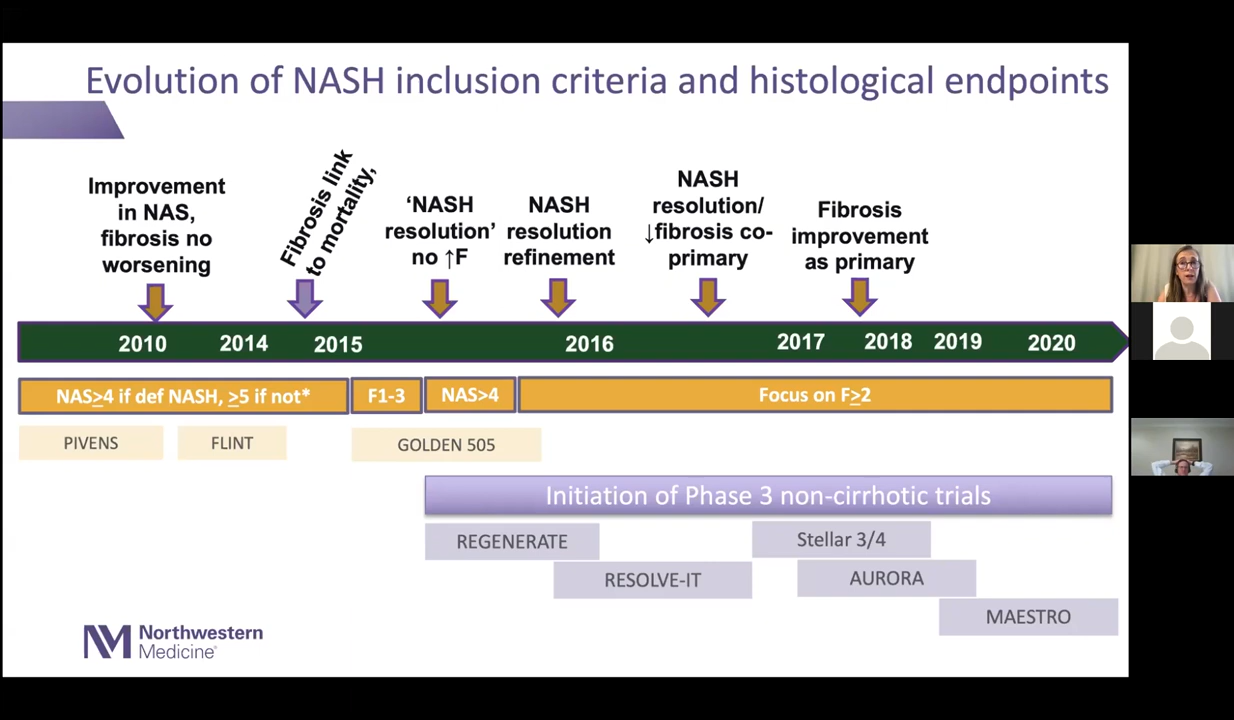 Evolution of NASH inclusion criteria and histological endpoints
Improvement
in NAS,
fibrosis no
worsening
Fibrosis link
to mortality,
‘NASH
resolution’
no ↑F
NASH
resolution
refinement
NASH
resolution/
↓fibrosis co-
primary
Fibrosis
improvement
as primary
2010 2014 2015 2016 2017 2018 2019 2020
NAS≥4 if def NASH, ≥5 if not* F1-3 NAS>4 Focus on F≥2
PIVENS FLINT GOLDEN 505
Initiation of Phase 3 non-cirrhotic trials
REGENERATE Stellar 3/4
RESOLVE-IT AURORA
MAESTRO
NM Northwestern
Medicine®